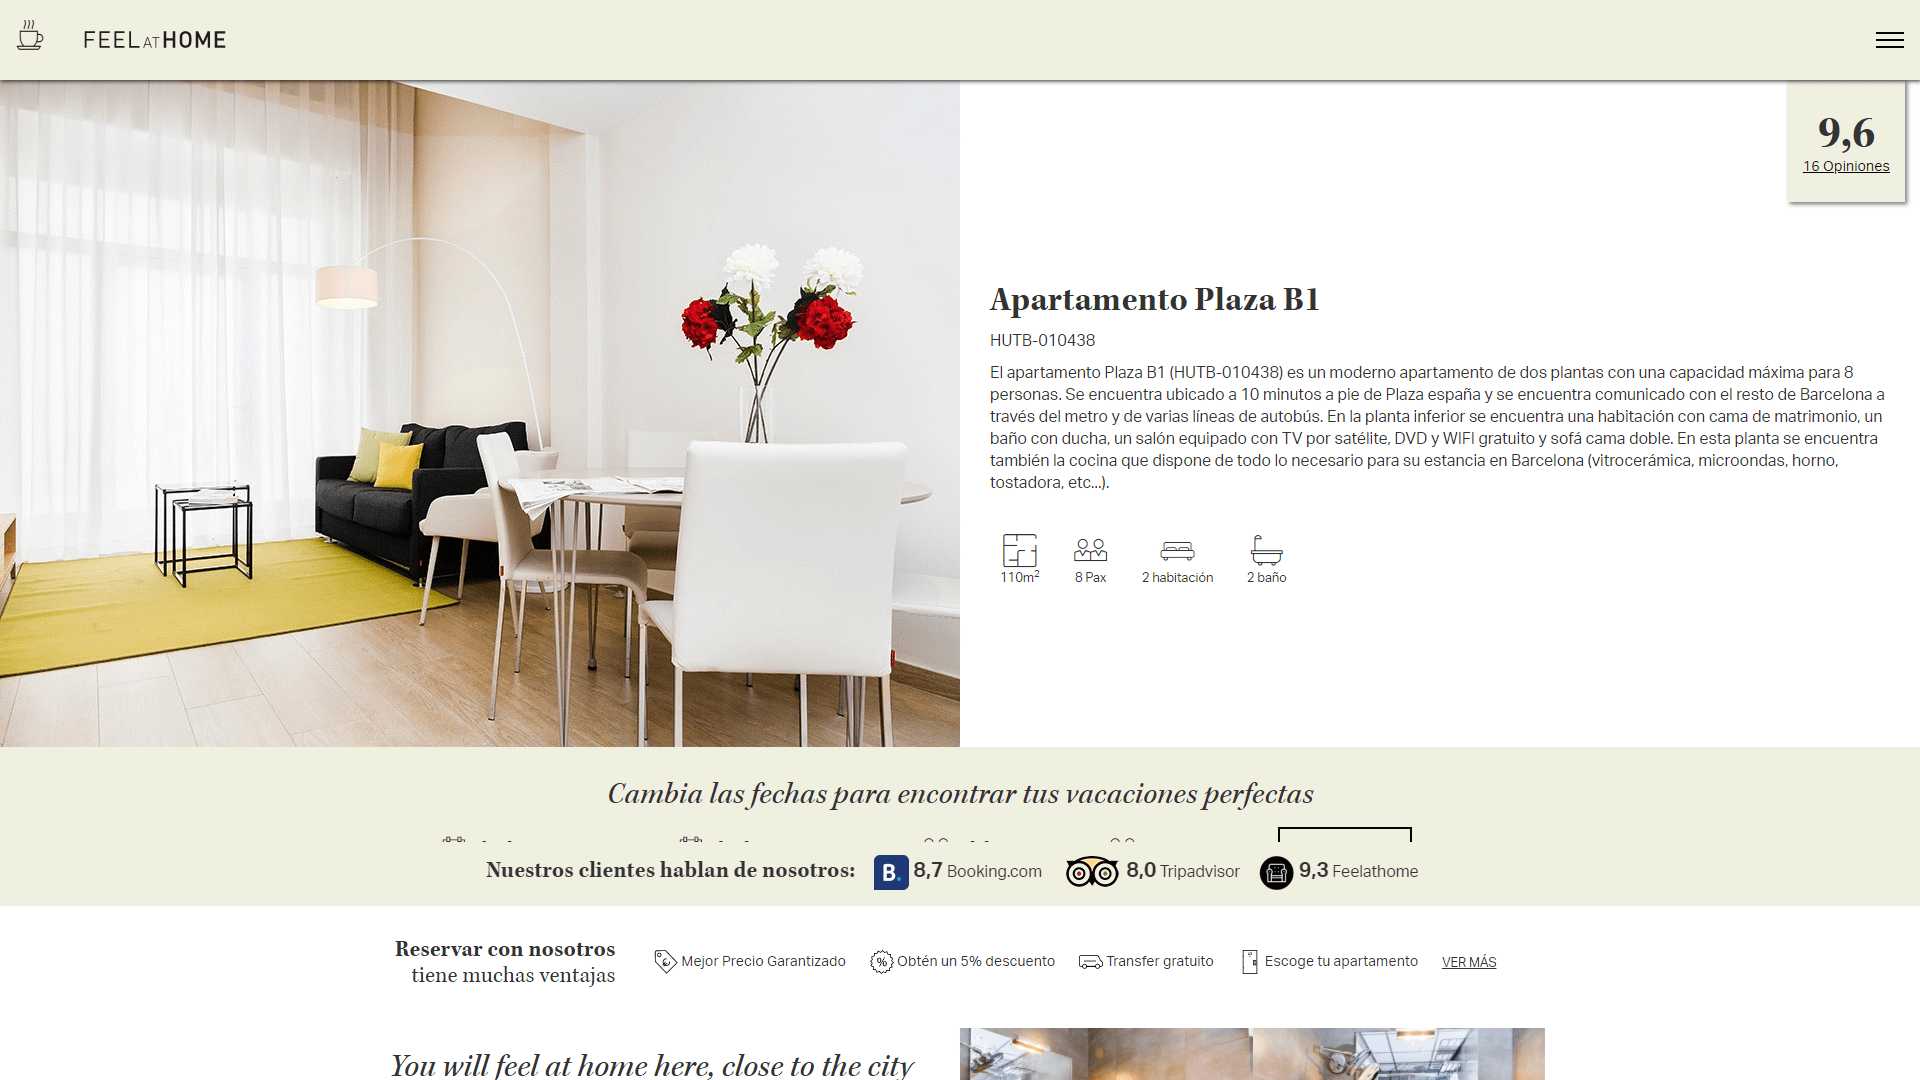 FEEL AT HOME
9,6
16 Opiniones
Apartamento Plaza B1
HUTB-010438
El apartamento Plaza B1 (HUTB-010438) es un moderno apartamento de dos plantas con una capacidad máxima para 8
personas. Se encuentra ubicado a 10 minutos a pie de Plaza españa y se encuentra comunicado con el resto de Barcelona a
través del metro y de varias líneas de autobús. En la planta inferior se encuentra una habitación con cama de matrimonio, un
baño con ducha, un salón equipado con TV por satélite, DVD y WIFI gratuito y sofá cama doble. En esta planta se encuentra
también la cocina que dispone de todo lo necesario para su estancia en Barcelona (vitrocerámica, microondas, horno,
tostadora, etc...).
110m2 8 Pax 2 habitación 2 baño
Cambia las fechas para encontrar tus vacaciones perfectas
Nuestros clientes hablan de nosotros: B. 8,7 Booking.com 8,0 Tripadvisor 9,3 Feelathome
Reservar con nosotros
tiene muchas ventajas
Mejor Precio Garantizado % Obtén un 5% descuento Transfer gratuito Escoge tu apartamento VER MÁS
You will feel at home here, close to the city